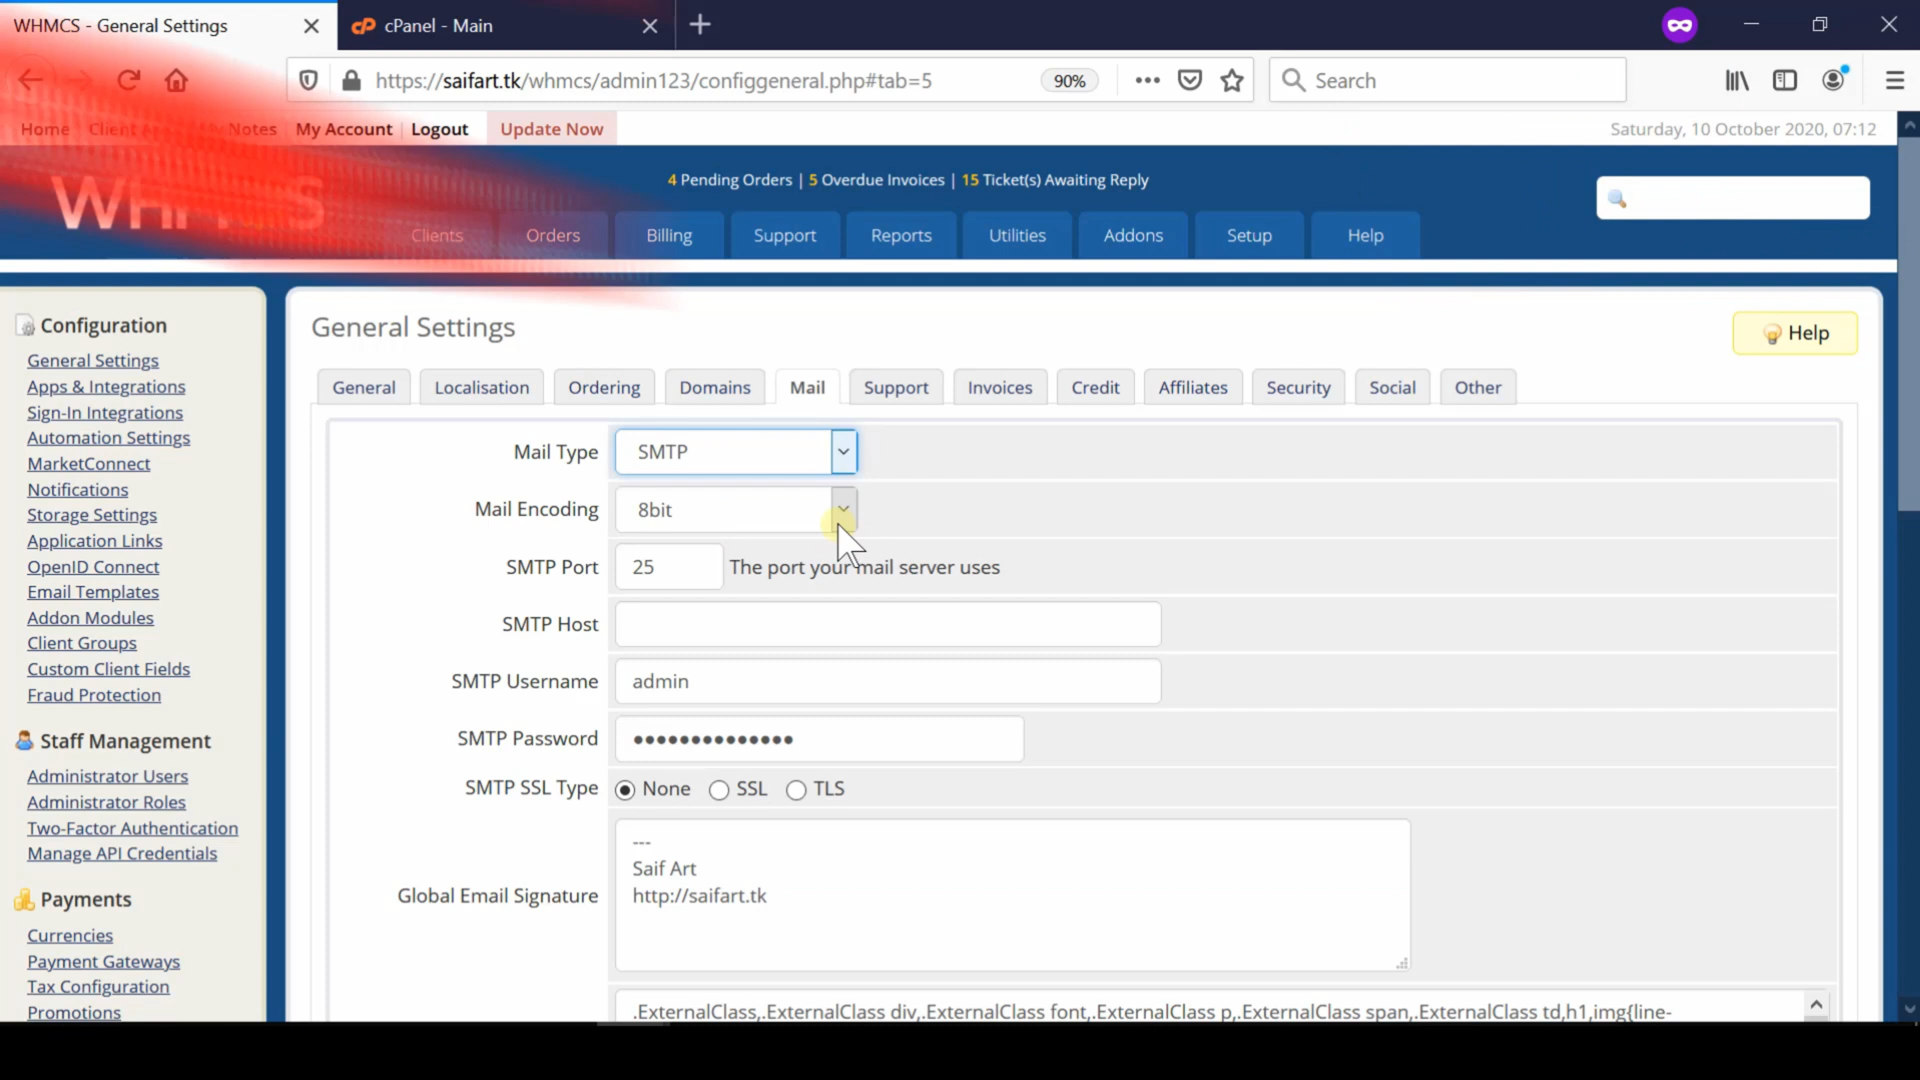 WHMCS - General Settings
cPanel - Main
https://saifart.tk/whmcs/admin123/configgeneral.php#tab=5
90%
Search
Home
My Notes
My Account
Logout
Update Now
Saturday, 10 October 2020, 07:12
WHMCS
4 Pending Orders | 5 Overdue Invoices | 15 Ticket(s) Awaiting Reply
Clients
Orders
Billing
Support
Reports
Utilities
Addons
Setup
Help
Configuration
General Settings
Apps & Integrations
Sign-In Integrations
Automation Settings
MarketConnect
Notifications
Storage Settings
Application Links
OpenID Connect
Email Templates
Addon Modules
Client Groups
Custom Client Fields
Fraud Protection
Staff Management
Administrator Users
Administrator Roles
Two-Factor Authentication
Manage API Credentials
Payments
Currencies
Payment Gateways
Tax Configuration
Promotions
General Settings
Help
General
Localisation
Ordering
Domains
Mail
Support
Invoices
Credit
Affiliates
Security
Social
Other
Mail Type
SMTP
Mail Encoding
8bit
SMTP Port
25
The port your mail server uses
SMTP Host
SMTP Username
admin
SMTP Password
SMTP SSL Type
None
SSL
TLS
Global Email Signature
---
Saif Art
http://saifart.tk
.ExternalClass,.ExternalClass div,.ExternalClass font,.ExternalClass p,.ExternalClass span,.ExternalClass td,h1,img{line-